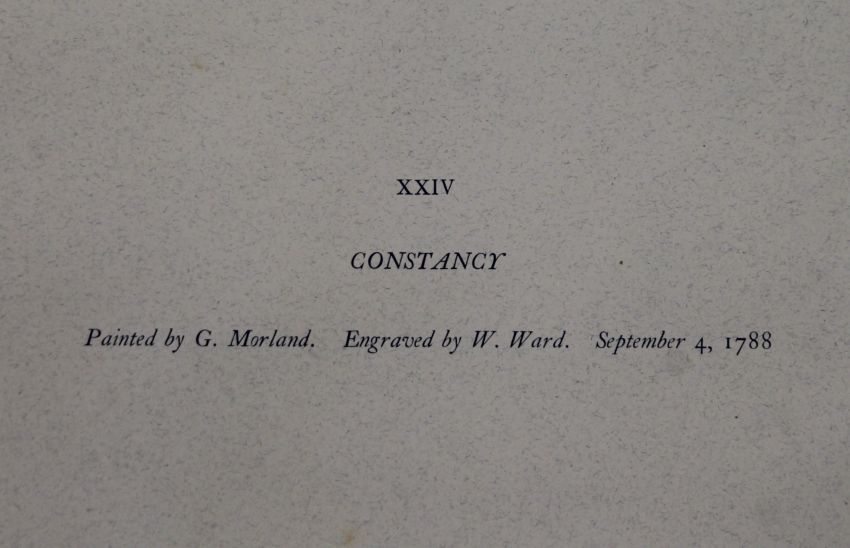 XXIV
CONSTANCY
Painted by G. Morland. Engraved by W. Ward. September 4, 1788